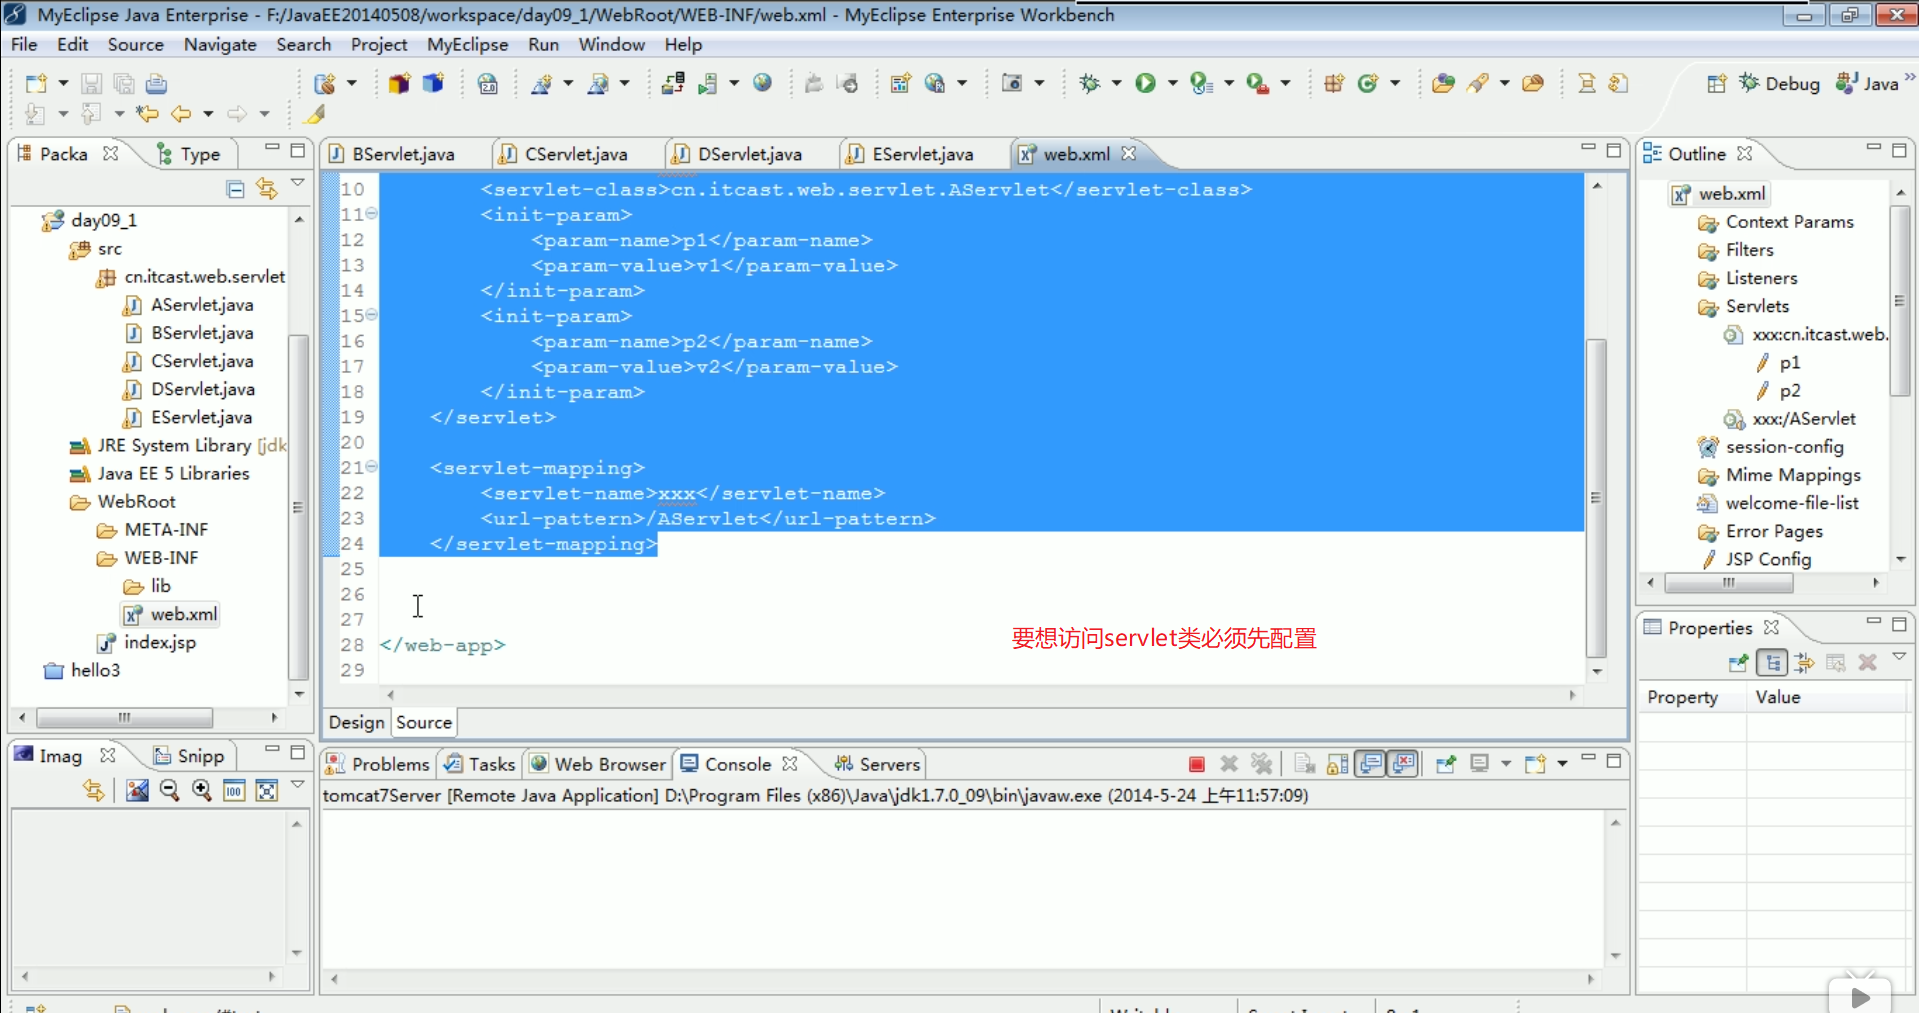 MyEclipse Java Enterprise - F:/JavaEE20140508/workspace/day09_1/WebRoot/WEB-INF/web.xml - MyEclipse Enterprise Workbench
File Edit Source Navigate Search Project MyEclipse Run Window Help
Debug Java
Packa Type
day09_1
src
cn.itcast.web.servlet
AServlet.java
BServlet.java
CServlet.java
DServlet.java
EServlet.java
JRE System Library [jdk
Java EE 5 Libraries
WebRoot
META-INF
WEB-INF
lib
web.xml
index.jsp
hello3
Imag Snipp
BServlet.java CServlet.java DServlet.java EServlet.java web.xml
10 <servlet-class>cn.itcast.web.servlet.AServlet</servlet-class>
11 <init-param>
12 <param-name>p1</param-name>
13 <param-value>v1</param-value>
14 </init-param>
15 <init-param>
16 <param-name>p2</param-name>
17 <param-value>v2</param-value>
18 </init-param>
19 </servlet>
20
21 <servlet-mapping>
22 <servlet-name>xxx</servlet-name>
23 <url-pattern>/AServlet</url-pattern>
24 </servlet-mapping>
25
26
27
28 </web-app>
29
要想访问servlet类必须先配置
Design Source
Problems Tasks Web Browser Console Servers
tomcat7Server [Remote Java Application] D:\Program Files (x86)\Java\jdk1.7.0_09\bin\javaw.exe (2014-5-24 上午11:57:09)
Outline
web.xml
Context Params
Filters
Listeners
Servlets
xxx:cn.itcast.web.
p1
p2
xxx:/AServlet
session-config
Mime Mappings
welcome-file-list
Error Pages
JSP Config
Properties
Property Value